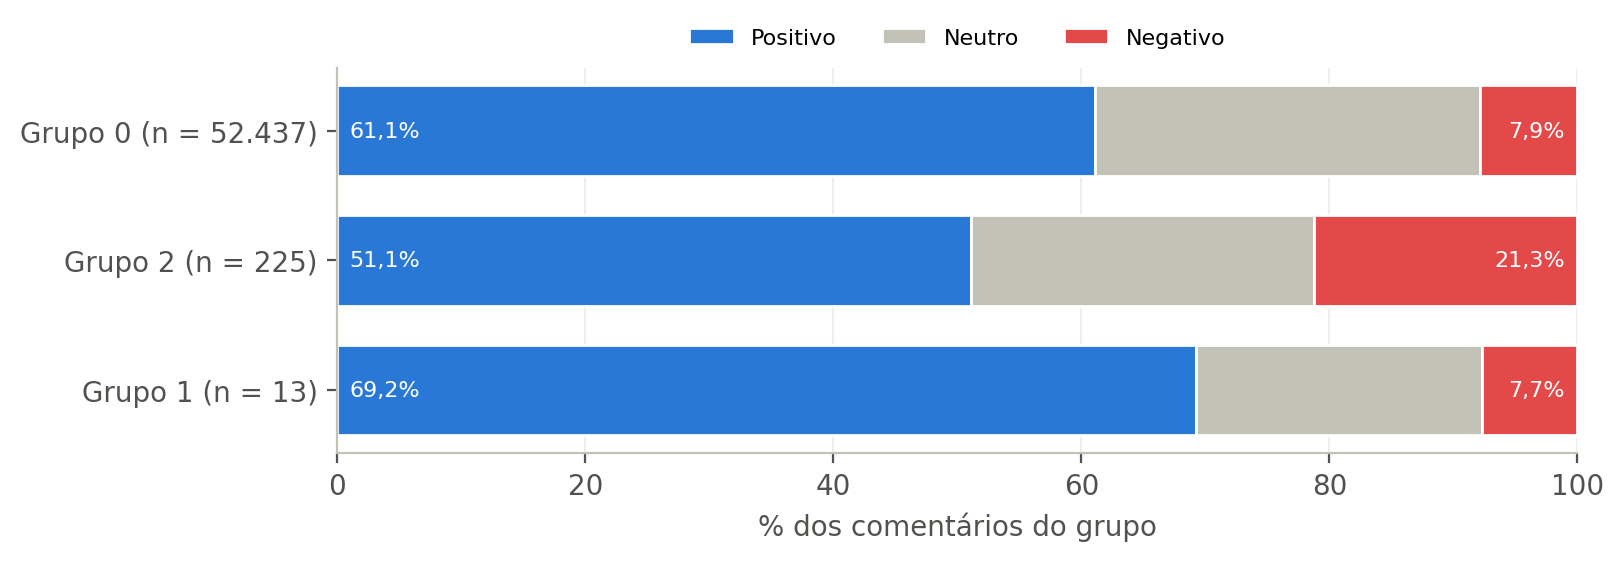 Positivo Neutro Negativo
Grupo 0 (n = 52.437) 61,1% 7,9%
Grupo 2 (n = 225) 51,1% 21,3%
Grupo 1 (n = 13) 69,2% 7,7%
0 20 40 60 80 100
% dos comentários do grupo